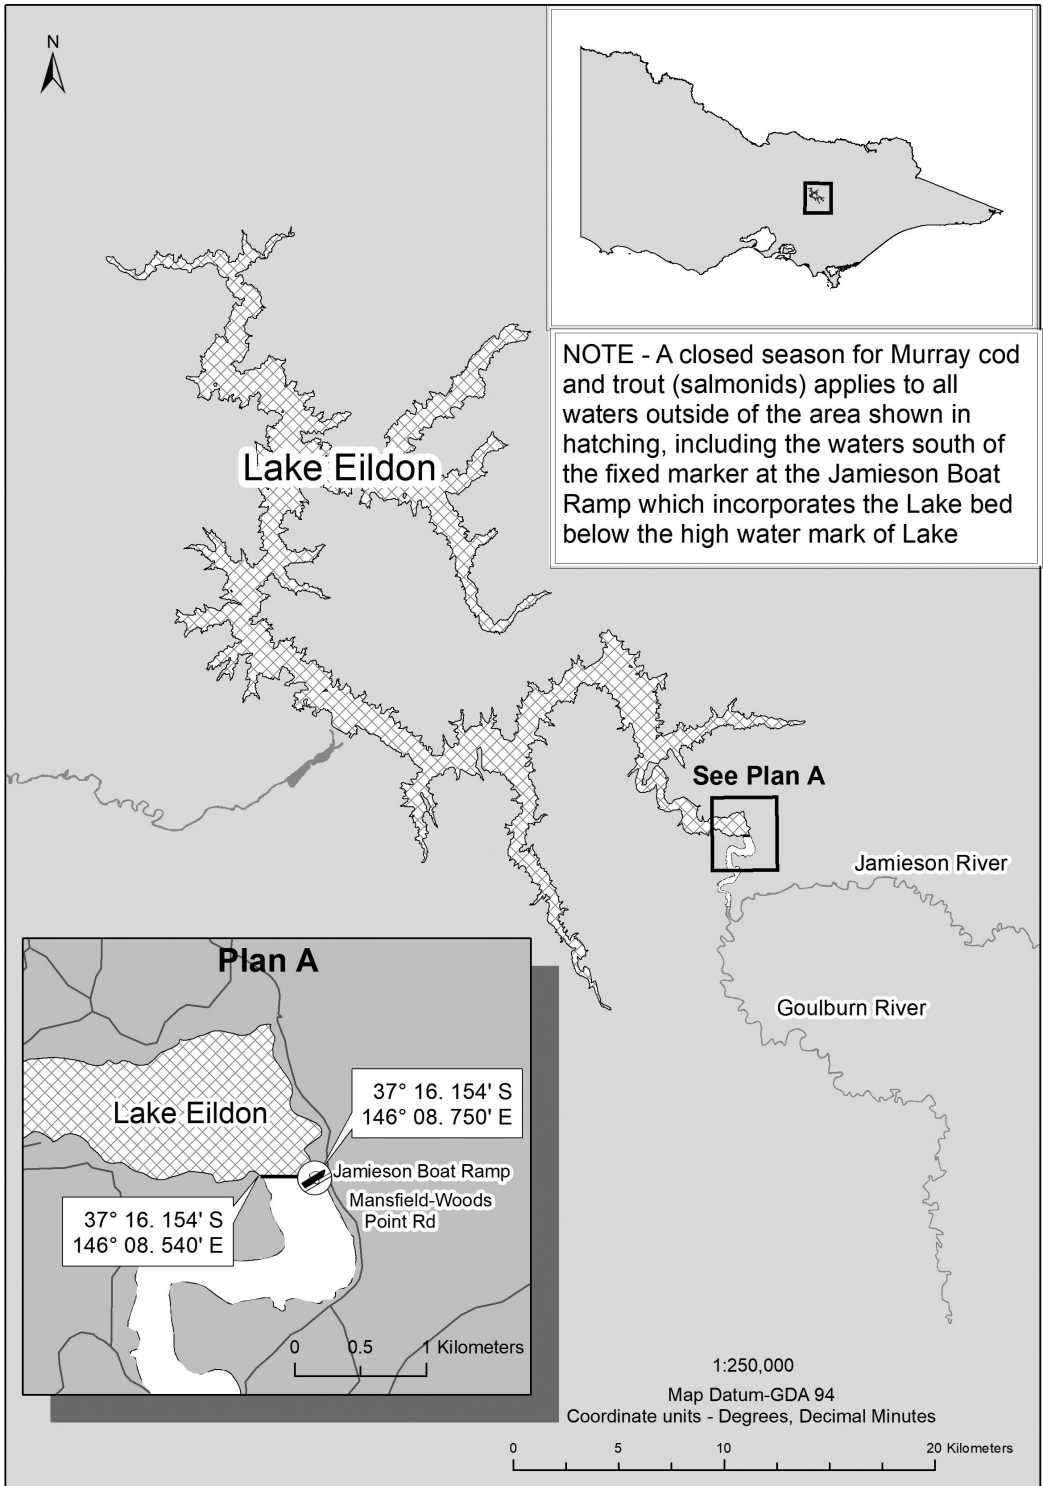 N
NOTE - A closed season for Murray cod
and trout (salmonids) applies to all
waters outside of the area shown in
hatching, including the waters south of
the fixed marker at the Jamieson Boat
Ramp which incorporates the Lake bed
below the high water mark of Lake
Lake Eildon
See Plan A
Jamieson River
Goulburn River
Plan A
Lake Eildon
37° 16. 154' S
146° 08. 750' E
Jamieson Boat Ramp
Mansfield-Woods
Point Rd
37° 16. 154' S
146° 08. 540' E
0 0.5 1 Kilometers
1:250,000
Map Datum-GDA 94
Coordinate units - Degrees, Decimal Minutes
0 5 10 20 Kilometers